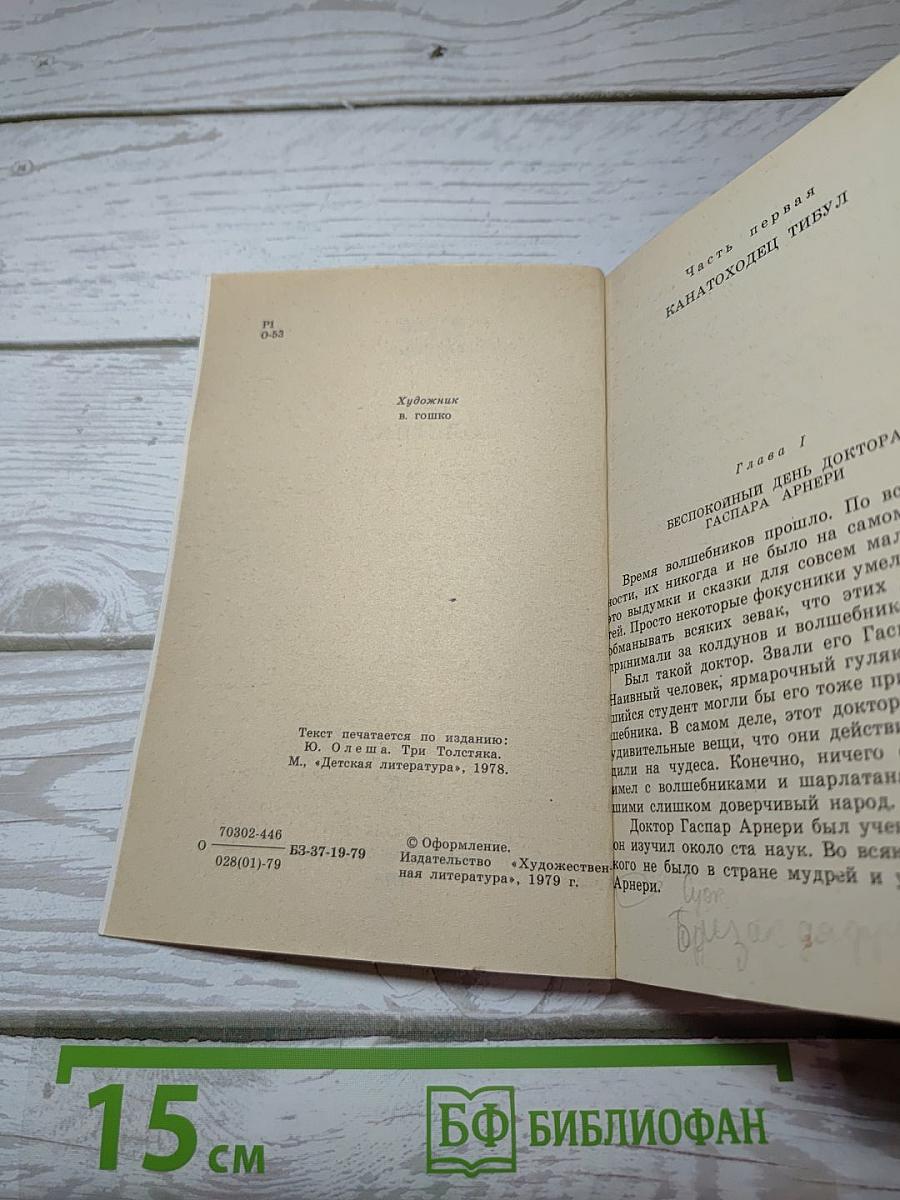 Р1
О-53
Художник
В. ГОШКО
Текст печатается по изданию:
Ю. Олеша. Три Толстяка.
М., «Детская литература», 1978.
О 70302-446 БЗ-37-19-79
028(01)-79
© Оформление.
Издательство «Художествен-
ная литература», 1979 г.
Часть первая
КАНАТОХОДЕЦ ТИБУЛ
Глава I
БЕСПОКОЙНЫЙ ДЕНЬ ДОКТОРА
ГАСПАРА АРНЕРИ
Время волшебников прошло. По вс
ности, их никогда и не было на самом
это выдумки и сказки для совсем мал
тей. Просто некоторые фокусники умел
обманывать всяких зевак, что этих
принимали за колдунов и волшебник
Был такой доктор. Звали его Гасп
Наивный человек, ярмарочный гуляк
шийся студент могли бы его тоже при
шебника. В самом деле, этот доктор
удивительные вещи, что они действи
дили на чудеса. Конечно, ничего
имел с волшебниками и шарлатана
шими слишком доверчивый народ.
Доктор Гаспар Арнери был учен
он изучил около ста наук. Во всяк
кого не было в стране мудрей и у
Арнери.
15 см
БФ БИБЛИОФАН